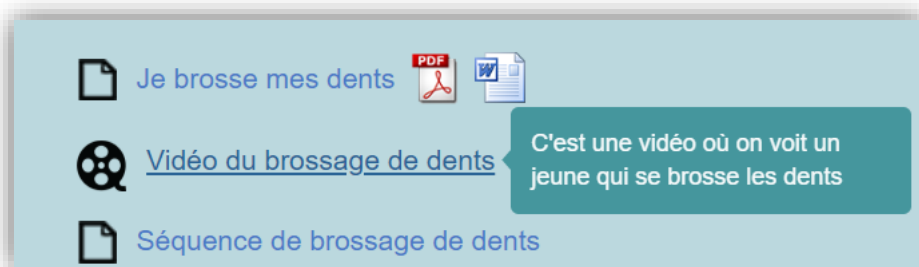 Je brosse mes dents PDF W
Vidéo du brossage de dents
C'est une vidéo où on voit un
jeune qui se brosse les dents
Séquence de brossage de dents